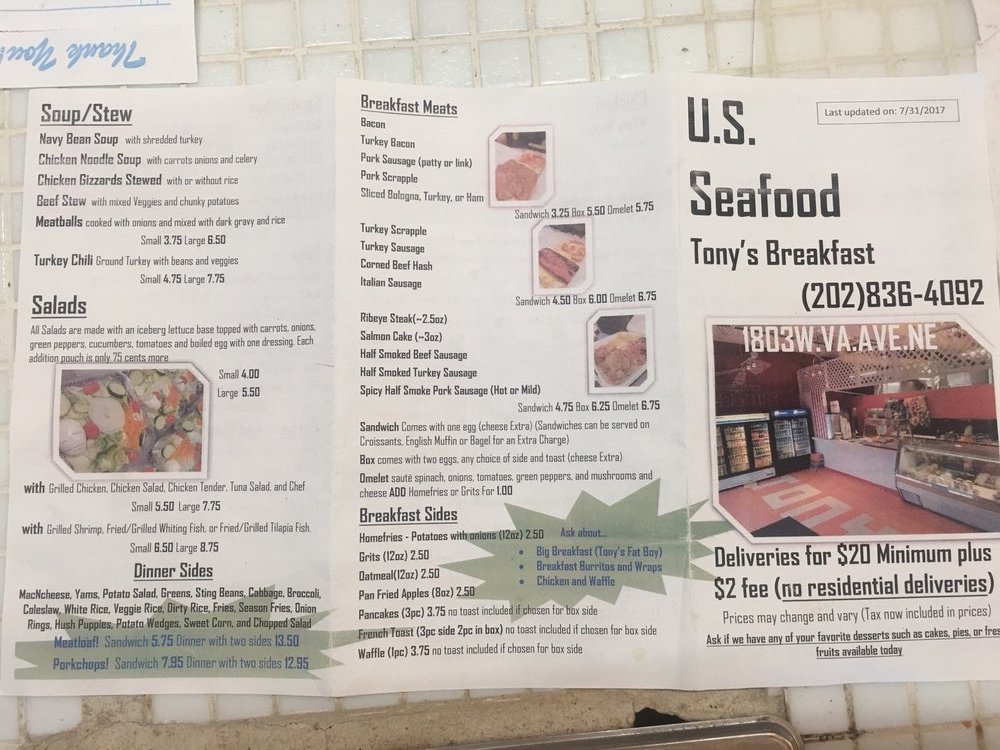 Thank You!
Soup/Stew
Navy Bean Soup with shredded turkey
Chicken Noodle Soup with carrots onions and celery
Chicken Gizzards Stewed with or without rice
Beef Stew with mixed Veggies and chunky potatoes
Meatballs cooked with onions and mixed with dark gravy and rice
Small 3.75 Large 6.50
Turkey Chili Ground Turkey with beans and veggies
Small 4.75 Large 7.75
Salads
All Salads are made with an iceberg lettuce base topped with carrots, onions,
green peppers, cucumbers, tomatoes and boiled egg with one dressing. Each
addition pouch is only 75 cents more
Small 4.00
Large 5.50
with Grilled Chicken, Chicken Salad, Chicken Tender, Tuna Salad, and Chef
Small 5.50 Large 7.75
with Grilled Shrimp, Fried/Grilled Whiting Fish, or Fried/Grilled Tilapia Fish.
Small 6.50 Large 8.75
Dinner Sides
MacNcheese, Yams, Potato Salad, Greens, Sting Beans, Cabbage, Broccoli,
Coleslaw, White Rice, Veggie Rice, Dirty Rice, Fries, Season Fries, Onion
Rings, Hush Puppies, Potato Wedges, Sweet Corn, and Chopped Salad
Meatloaf! Sandwich 5.75 Dinner with two sides 13.50
Porkchops! Sandwich 7.95 Dinner with two sides 12.95
Breakfast Meats
Bacon
Turkey Bacon
Pork Sausage (patty or link)
Pork Scrapple
Sliced Bologna, Turkey, or Ham
Sandwich 3.25 Box 5.50 Omelet 5.75
Turkey Scrapple
Turkey Sausage
Corned Beef Hash
Italian Sausage
Sandwich 4.50 Box 6.00 Omelet 6.75
Ribeye Steak(~2.5oz)
Salmon Cake (~3oz)
Half Smoked Beef Sausage
Half Smoked Turkey Sausage
Spicy Half Smoke Pork Sausage (Hot or Mild)
Sandwich 4.75 Box 6.25 Omelet 6.75
Sandwich Comes with one egg (cheese Extra) (Sandwiches can be served on
Croissants, English Muffin or Bagel for an Extra Charge)
Box comes with two eggs, any choice of side and toast (cheese Extra)
Omelet sauté spinach, onions, tomatoes, green peppers, and mushrooms and
cheese ADD Homefries or Grits For 1.00
Breakfast Sides
Homefries - Potatoes with onions (12oz) 2.50
Grits (12oz) 2.50
Oatmeal(12oz) 2.50
Pan Fried Apples (8oz) 2.50
Pancakes (3pc) 3.75 no toast included if chosen for box side
French Toast (3pc side 2pc in box) no toast included if chosen for box side
Waffle (1pc) 3.75 no toast included if chosen for box side
Ask about...
• Big Breakfast (Tony's Fat Boy)
• Breakfast Burritos and Wraps
• Chicken and Waffle
Last updated on: 7/31/2017
U.S.
Seafood
Tony's Breakfast
(202)836-4092
1803W.VA.AVE.NE
TONY
Deliveries for $20 Minimum plus
$2 fee (no residential deliveries)
Prices may change and vary (Tax now included in prices)
Ask if we have any of your favorite desserts such as cakes, pies, or fres
fruits available today